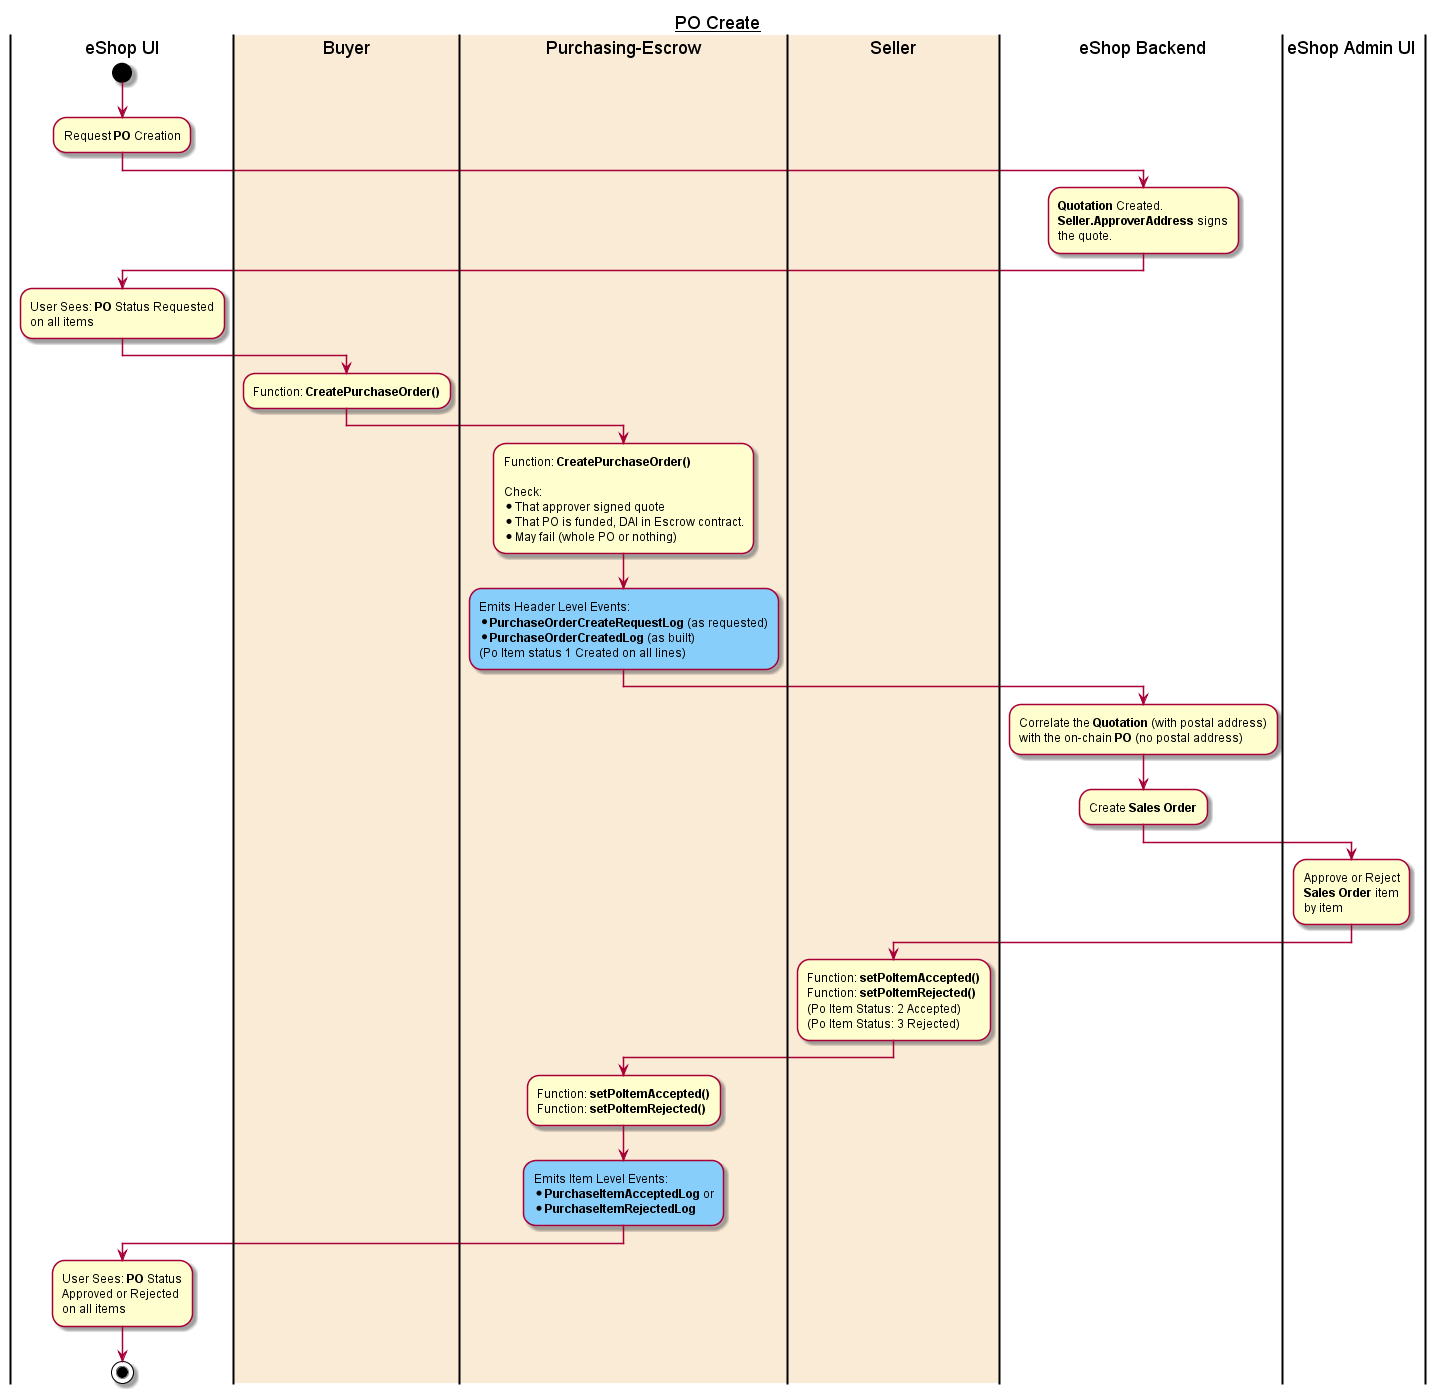 PO Create
eShop UI
Buyer
Purchasing-Escrow
Seller
eShop Backend
eShop Admin UI
Request PO Creation
Quotation Created.
Seller.ApproverAddress signs
the quote.
User Sees: PO Status Requested
on all items
Function: CreatePurchaseOrder()
Function: CreatePurchaseOrder()
Check:
• That approver signed quote
• That PO is funded, DAI in Escrow contract.
• May fail (whole PO or nothing)
Emits Header Level Events:
• PurchaseOrderCreateRequestLog (as requested)
• PurchaseOrderCreatedLog (as built)
(Po Item status 1 Created on all lines)
Correlate the Quotation (with postal address)
with the on-chain PO (no postal address)
Create Sales Order
Approve or Reject
Sales Order item
by item
Function: setPoItemAccepted()
Function: setPoItemRejected()
(Po Item Status: 2 Accepted)
(Po Item Status: 3 Rejected)
Function: setPoItemAccepted()
Function: setPoItemRejected()
Emits Item Level Events:
• PurchaseItemAcceptedLog or
• PurchaseItemRejectedLog
User Sees: PO Status
Approved or Rejected
on all items